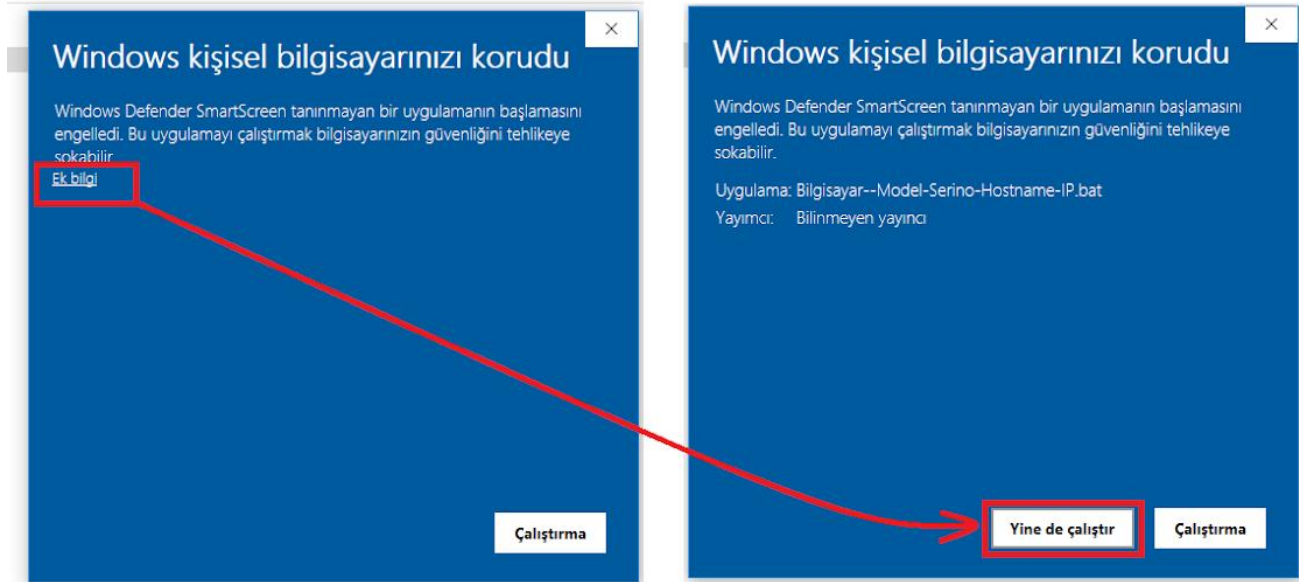 Windows kişisel bilgisayarınızı korudu
Windows Defender SmartScreen tanınmayan bir uygulamanın başlamasını
engelledi. Bu uygulamayı çalıştırmak bilgisayarınızın güvenliğini tehlikeye
sokabilir.
Ek bilgi
Çalıştırma
Windows kişisel bilgisayarınızı korudu
Windows Defender SmartScreen tanınmayan bir uygulamanın başlamasını
engelledi. Bu uygulamayı çalıştırmak bilgisayarınızın güvenliğini tehlikeye
sokabilir.
Uygulama: Bilgisayar--Model-Serino-Hostname-IP.bat
Yayımcı: Bilinmeyen yayıncı
Yine de çalıştır Çalıştırma